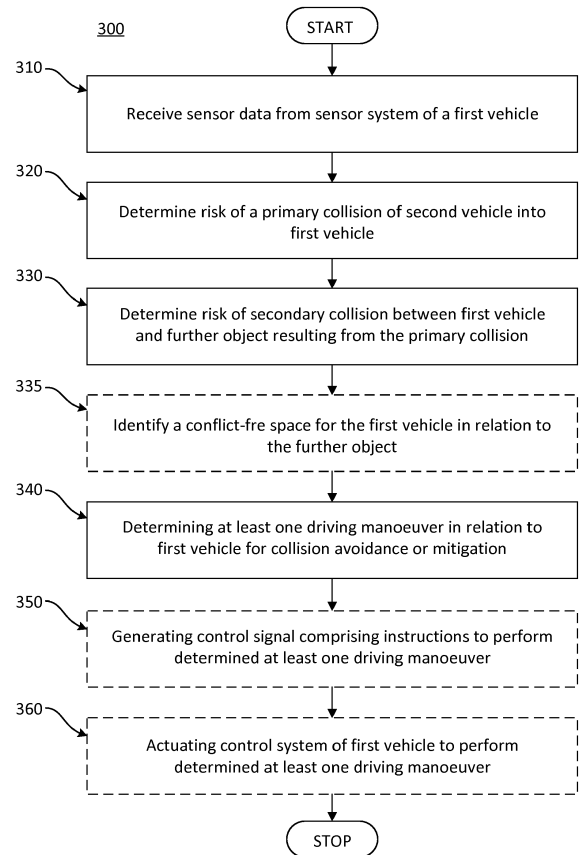 300
START
310
Receive sensor data from sensor system of a first vehicle
320
Determine risk of a primary collision of second vehicle into
first vehicle
330
Determine risk of secondary collision between first vehicle
and further object resulting from the primary collision
335
Identify a conflict-fre space for the first vehicle in relation to
the further object
340
Determining at least one driving manoeuver in relation to
first vehicle for collision avoidance or mitigation
350
Generating control signal comprising instructions to perform
determined at least one driving manoeuver
360
Actuating control system of first vehicle to perform
determined at least one driving manoeuver
STOP